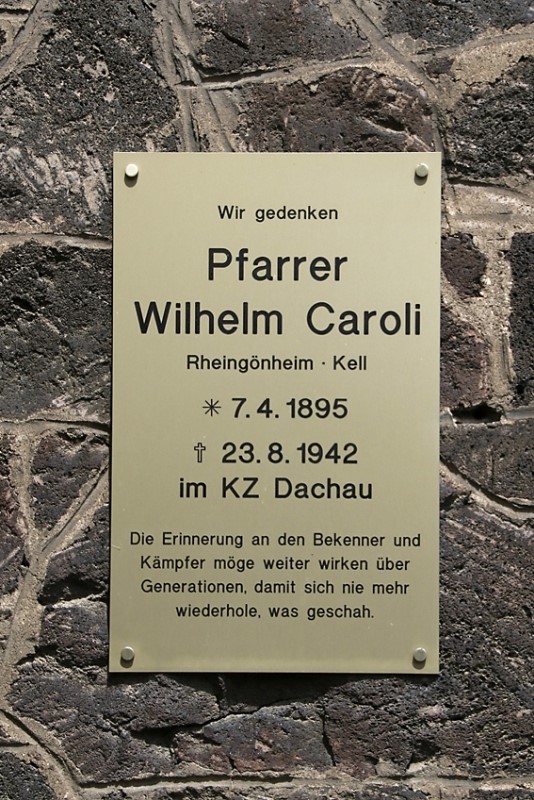 Wir gedenken
Pfarrer
Wilhelm Caroli
Rheingönheim · Kell
✳ 7.4.1895
✝ 23.8.1942
im KZ Dachau
Die Erinnerung an den Bekenner und
Kämpfer möge weiter wirken über
Generationen, damit sich nie mehr
wiederhole, was geschah.